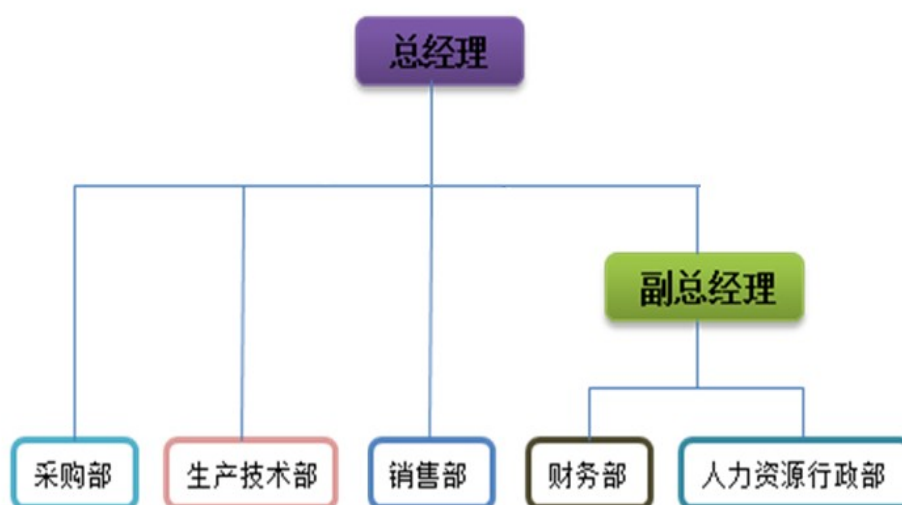 总经理
副总经理
采购部
生产技术部
销售部
财务部
人力资源行政部